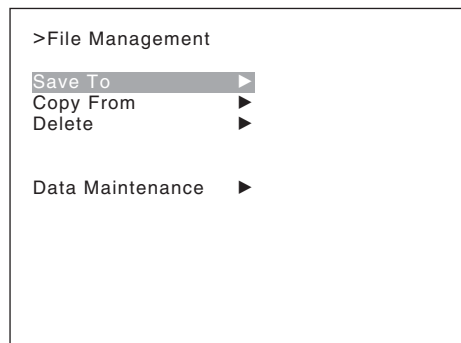 >File Management
Save To ▶
Copy From ▶
Delete ▶
Data Maintenance ▶